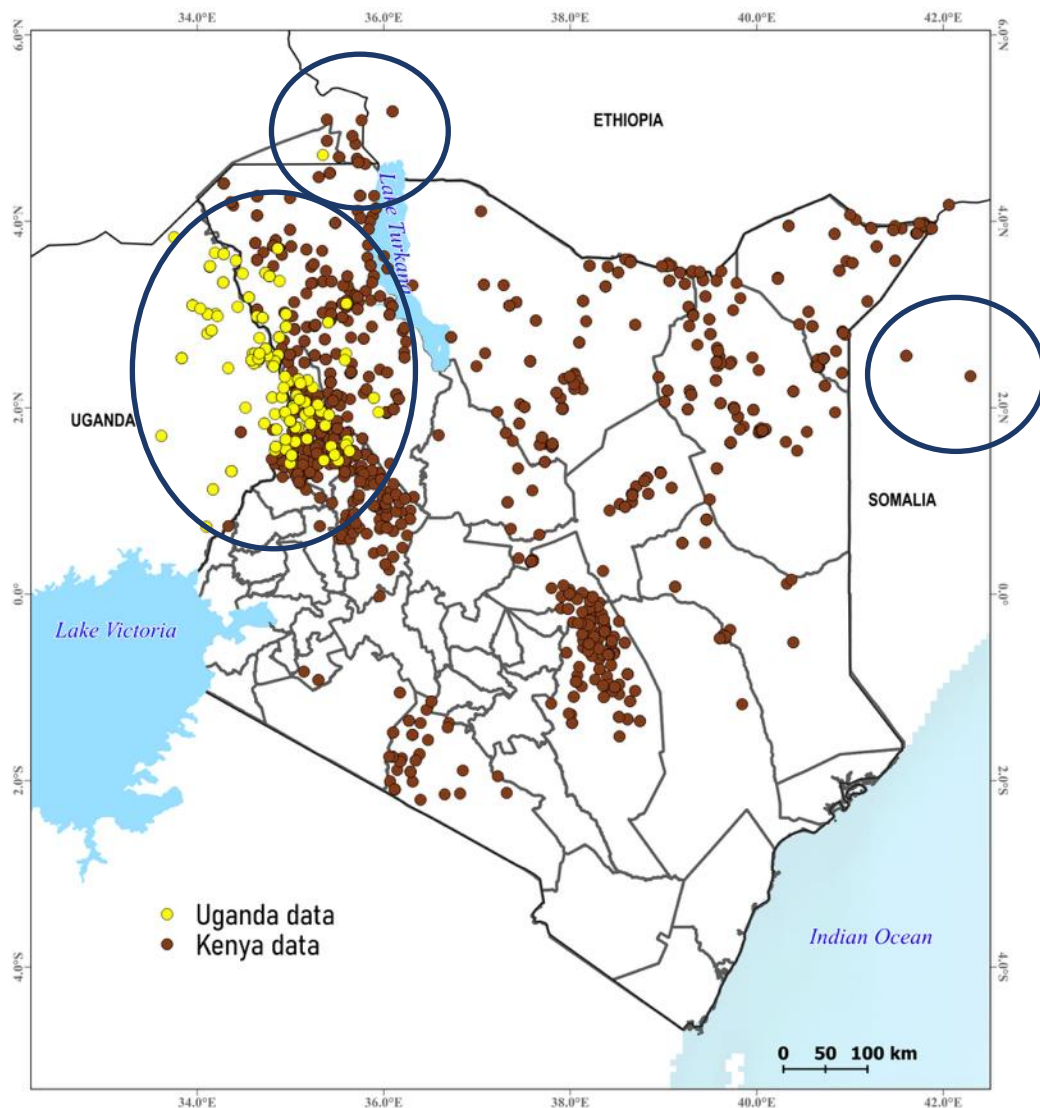 34.0°E 36.0°E 38.0°E 40.0°E 42.0°E
6.0°N 6.0°N
ETHIOPIA
Lake Turkana
4.0°N 4.0°N
UGANDA
2.0°N 2.0°N
SOMALIA
0.0° 0.0°
Lake Victoria
2.0°S 2.0°S
Uganda data
Kenya data
Indian Ocean
4.0°S 4.0°S
0 50 100 km
34.0°E 36.0°E 38.0°E 40.0°E 42.0°E